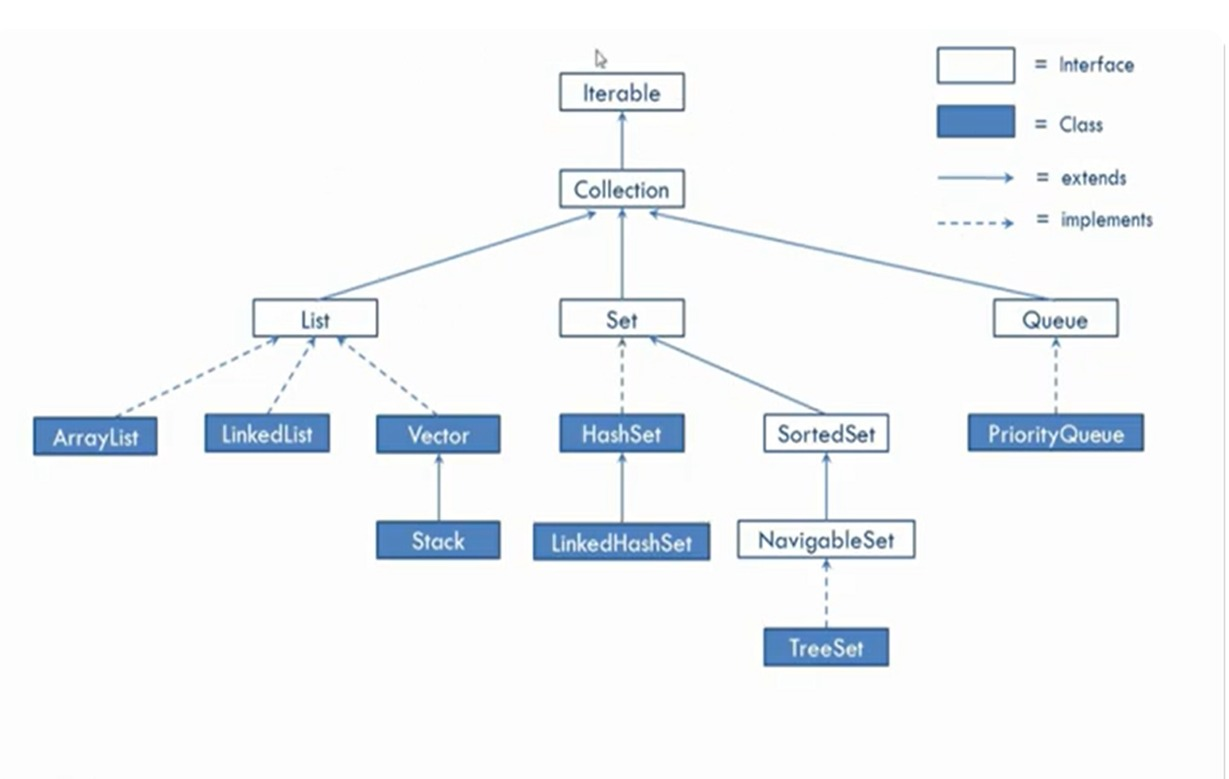 Iterable
= Interface
= Class
Collection
= extends
= implements
List
Set
Queue
ArrayList
LinkedList
Vector
HashSet
SortedSet
PriorityQueue
Stack
LinkedHashSet
NavigableSet
TreeSet